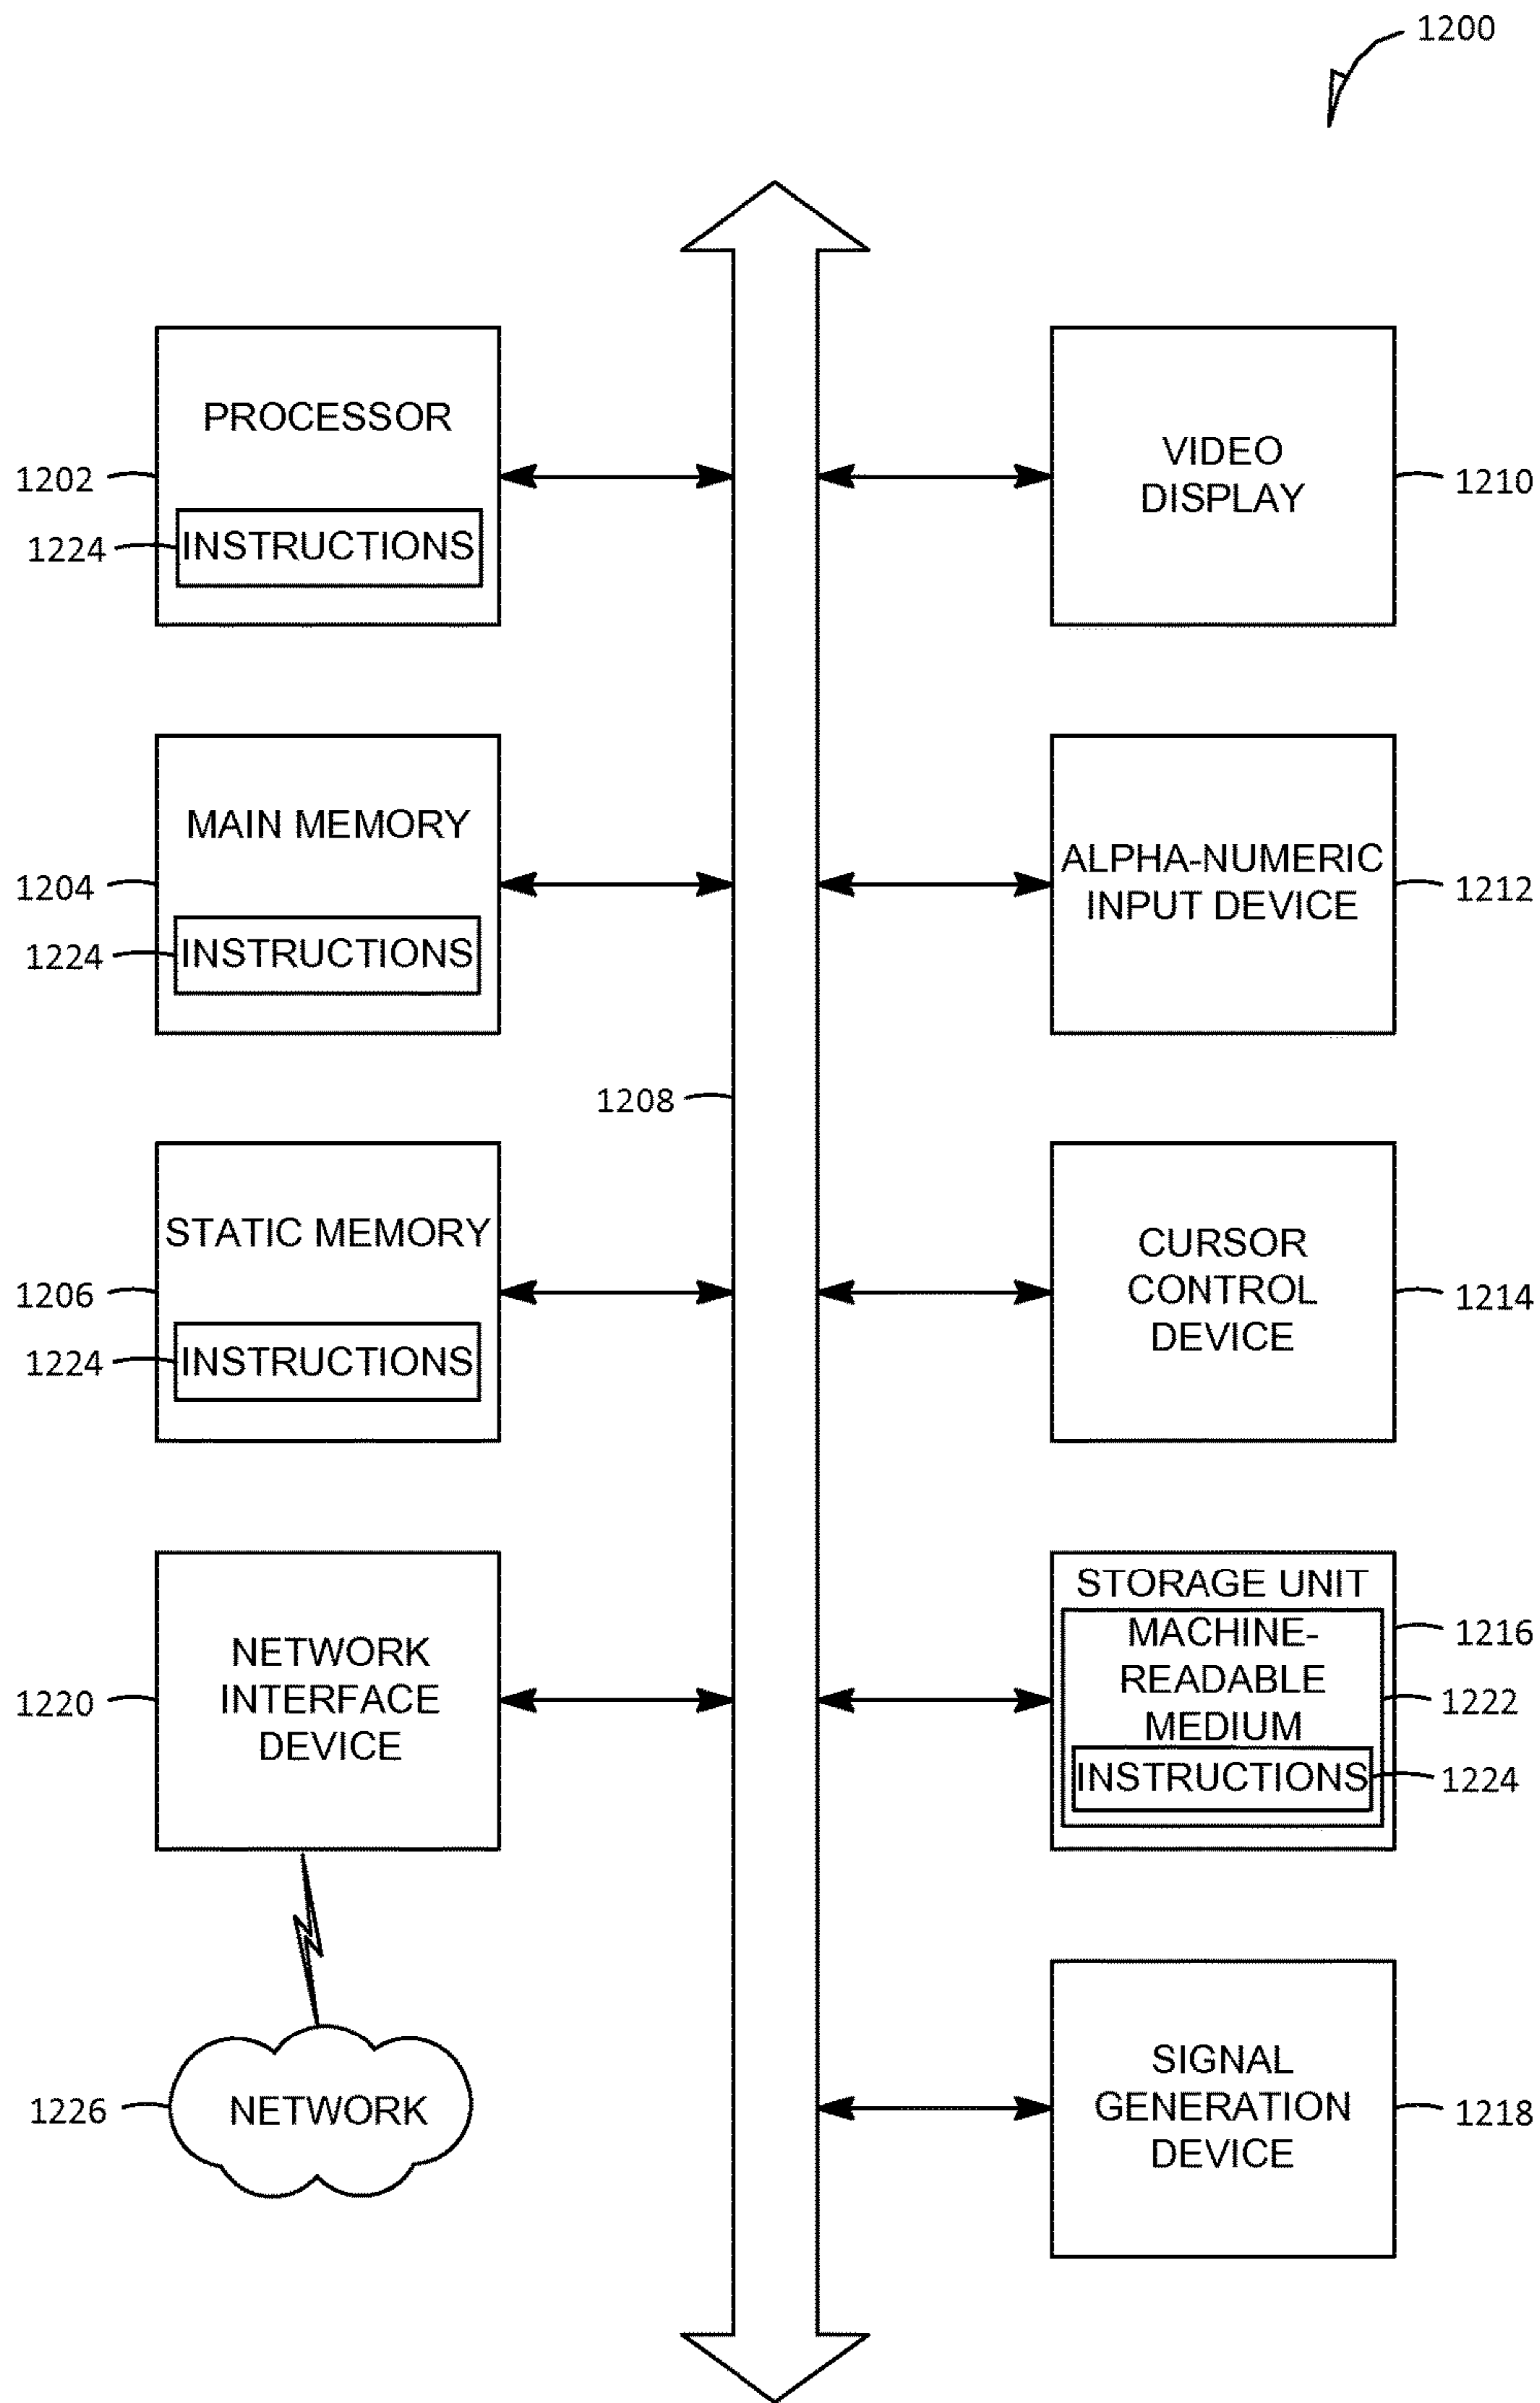 1200
PROCESSOR
1202
1224
INSTRUCTIONS
VIDEO
DISPLAY
1210
MAIN MEMORY
1204
1224
INSTRUCTIONS
ALPHA-NUMERIC
INPUT DEVICE
1212
1208
STATIC MEMORY
1206
1224
INSTRUCTIONS
CURSOR
CONTROL
DEVICE
1214
NETWORK
INTERFACE
DEVICE
1220
STORAGE UNIT
1216
MACHINE-
READABLE
MEDIUM
1222
INSTRUCTIONS
1224
NETWORK
1226
SIGNAL
GENERATION
DEVICE
1218